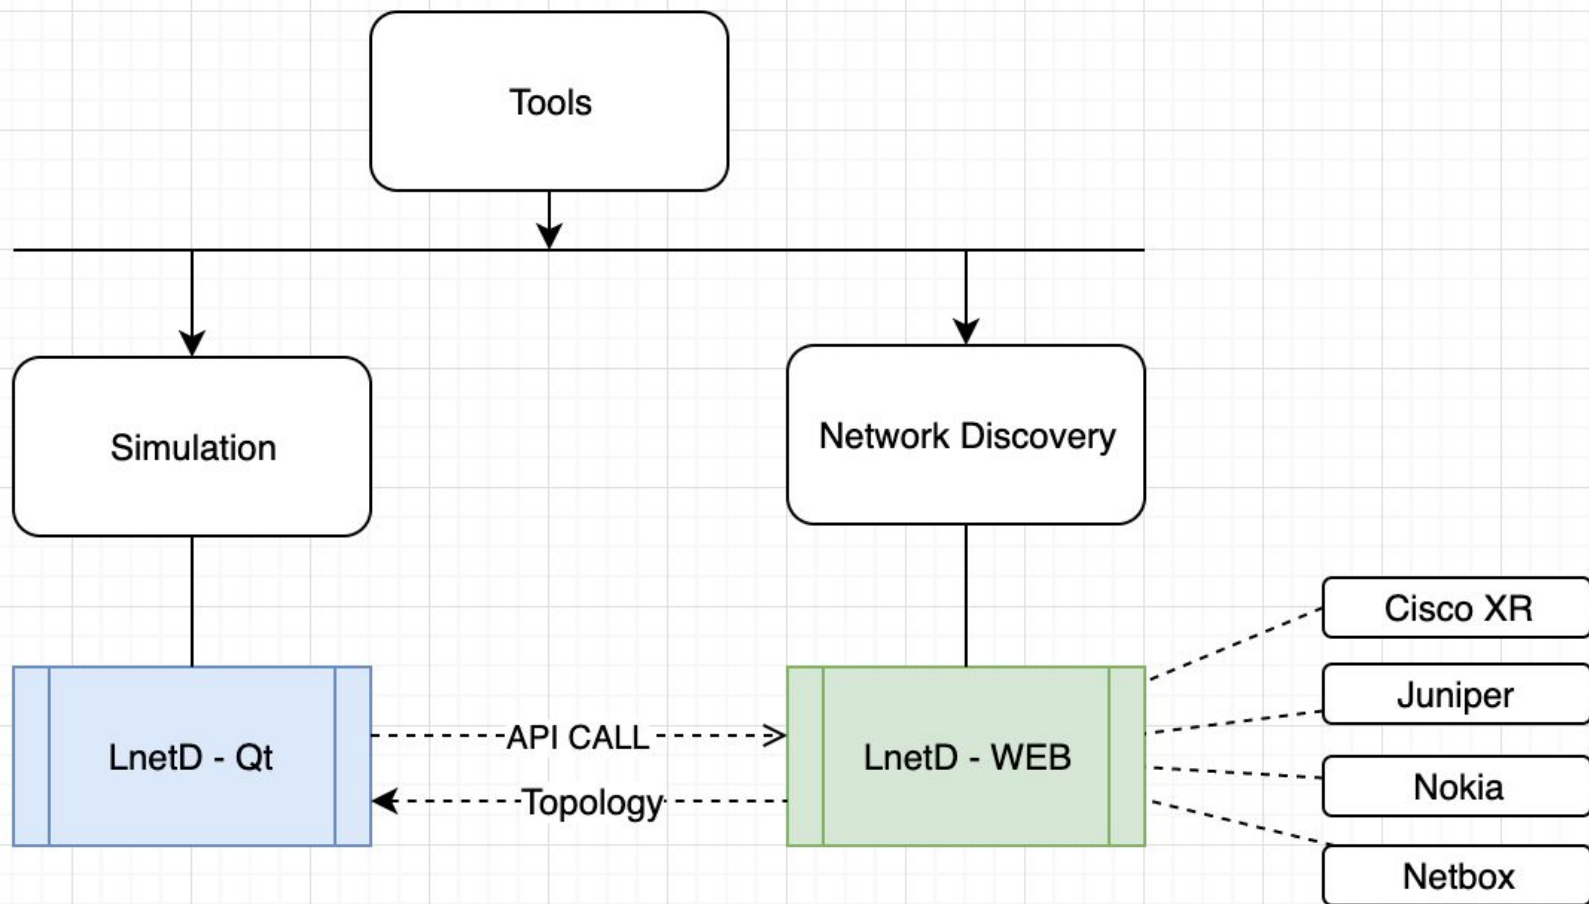 Tools
Simulation
Network Discovery
Cisco XR
Juniper
LnetD - Qt
API CALL
LnetD - WEB
Nokia
Topology
Netbox